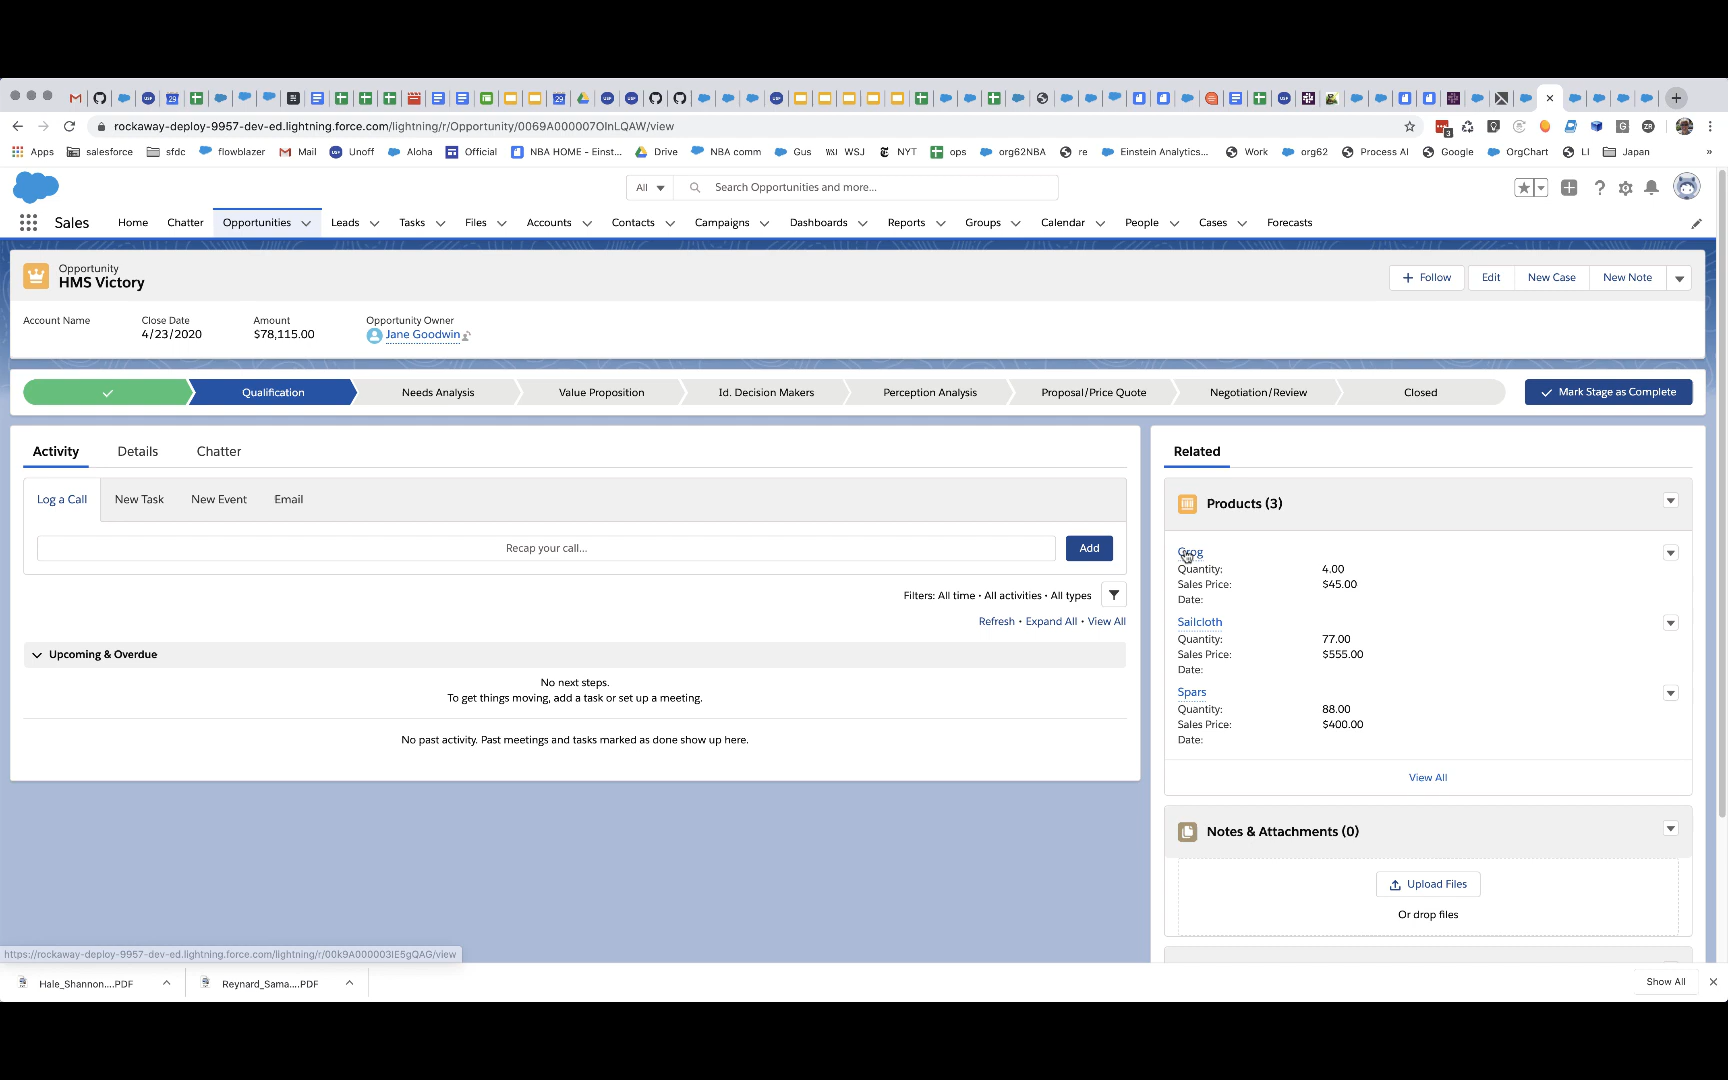 rockaway-deploy-9957-dev-ed.lightning.force.com/lightning/r/Opportunity/0069A000007OInLQAW/view
Apps salesforce sfdc flowblazer Mail Unoff Aloha Official NBA HOME - Einst... Drive NBA comm Gus WSJ WSJ NYT ops org62NBA re Einstein Analytics... Work org62 Process AI Google OrgChart LI Japan »
All Search Opportunities and more...
Sales Home Chatter Opportunities Leads Tasks Files Accounts Contacts Campaigns Dashboards Reports Groups Calendar People Cases Forecasts
Opportunity
HMS Victory
+ Follow Edit New Case New Note
Account Name Close Date Amount Opportunity Owner
4/23/2020 $78,115.00 Jane Goodwin
Qualification Needs Analysis Value Proposition Id. Decision Makers Perception Analysis Proposal/Price Quote Negotiation/Review Closed Mark Stage as Complete
Activity Details Chatter
Log a Call New Task New Event Email
Recap your call... Add
Filters: All time • All activities • All types
Refresh • Expand All • View All
Upcoming & Overdue
No next steps.
To get things moving, add a task or set up a meeting.
No past activity. Past meetings and tasks marked as done show up here.
Related
Products (3)
Grog
Quantity: 4.00
Sales Price: $45.00
Date:
Sailcloth
Quantity: 77.00
Sales Price: $555.00
Date:
Spars
Quantity: 88.00
Sales Price: $400.00
Date:
View All
Notes & Attachments (0)
Upload Files
Or drop files
https://rockaway-deploy-9957-dev-ed.lightning.force.com/lightning/r/00k9A000003IE5gQAG/view
Hale_Shannon....PDF Reynard_Sama....PDF Show All